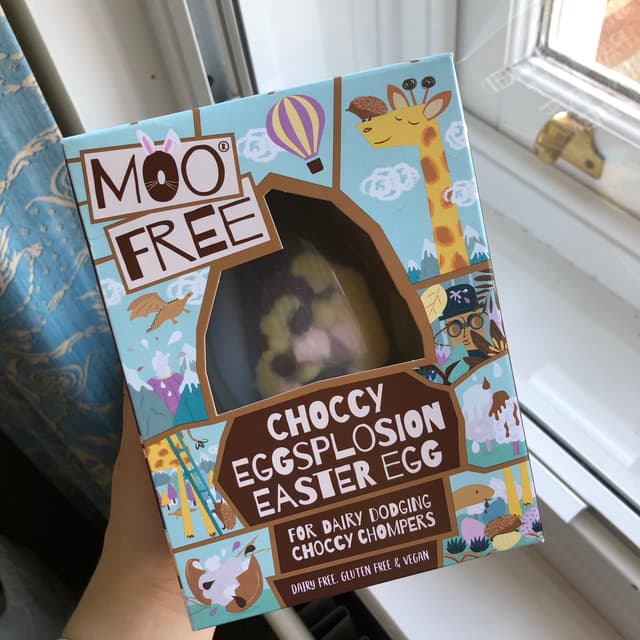 MOO®
FREE
CHOCCY
EGGSPLOSION
EASTER EGG
FOR DAIRY DODGING
CHOCCY CHOMPERS
DAIRY FREE, GLUTEN FREE & VEGAN